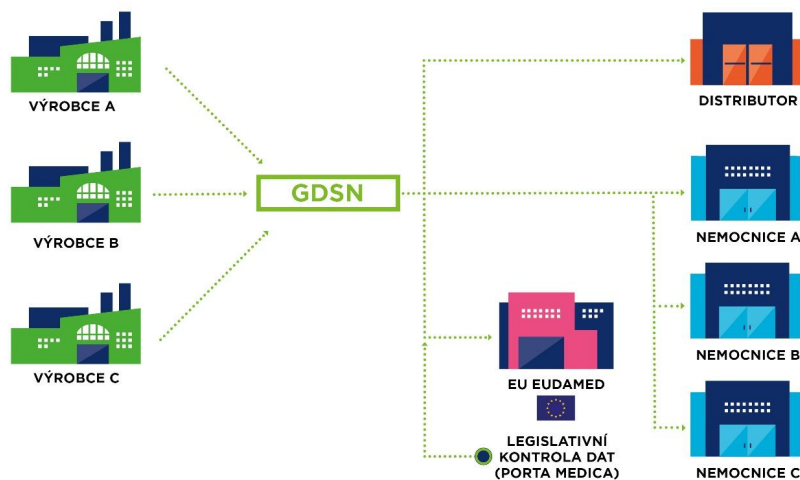 VÝROBCE A
VÝROBCE B
VÝROBCE C
GDSN
DISTRIBUTOR
NEMOCNICE A
NEMOCNICE B
NEMOCNICE C
EU EUDAMED
LEGISLATIVNÍ
KONTROLA DAT
(PORTA MEDICA)